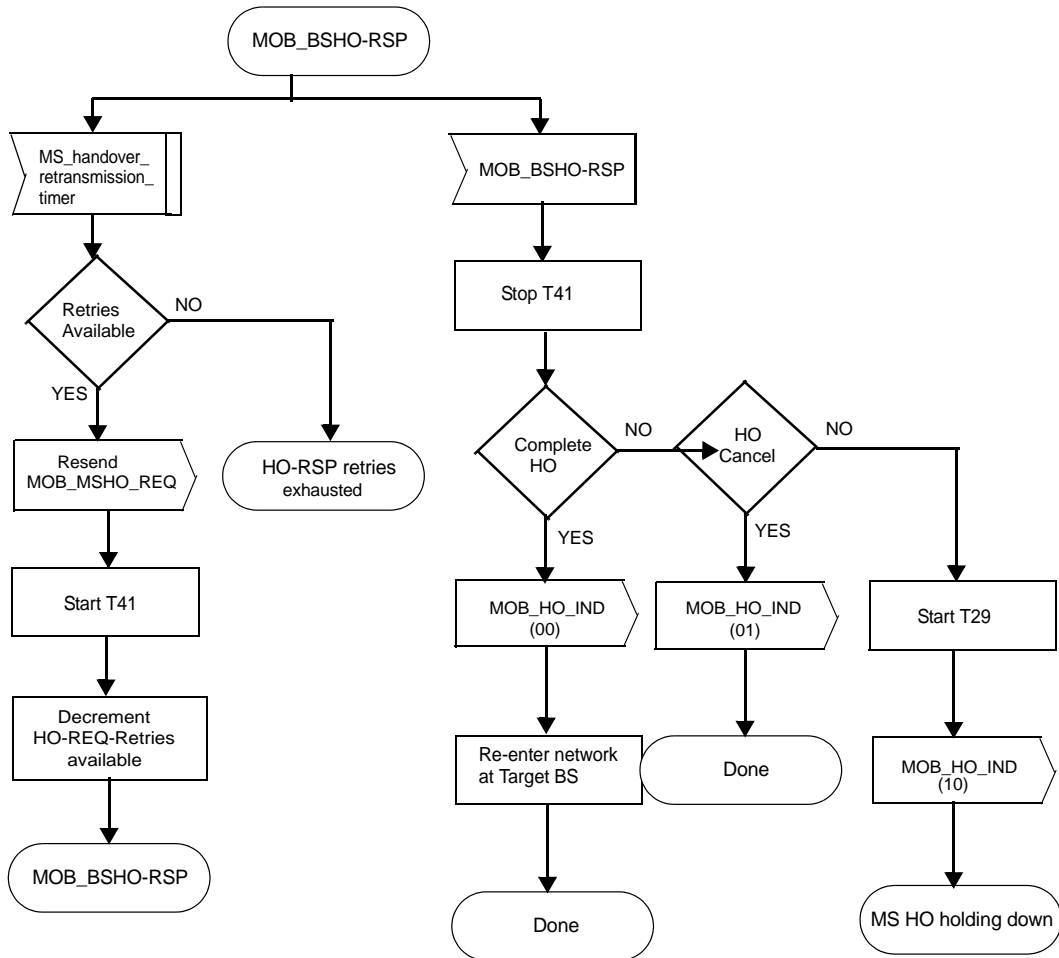 MOB_BSHO-RSP
MS_handover_
retransmission_
timer
MOB_BSHO-RSP
Stop T41
Retries
Available
NO
YES
Complete
HO
NO
YES
HO
Cancel
NO
YES
Resend
MOB_MSHO_REQ
HO-RSP retries
exhausted
Start T41
MOB_HO_IND
(00)
MOB_HO_IND
(01)
Start T29
Decrement
HO-REQ-Retries
available
Re-enter network
at Target BS
Done
MOB_HO_IND
(10)
MOB_BSHO-RSP
Done
MS HO holding down